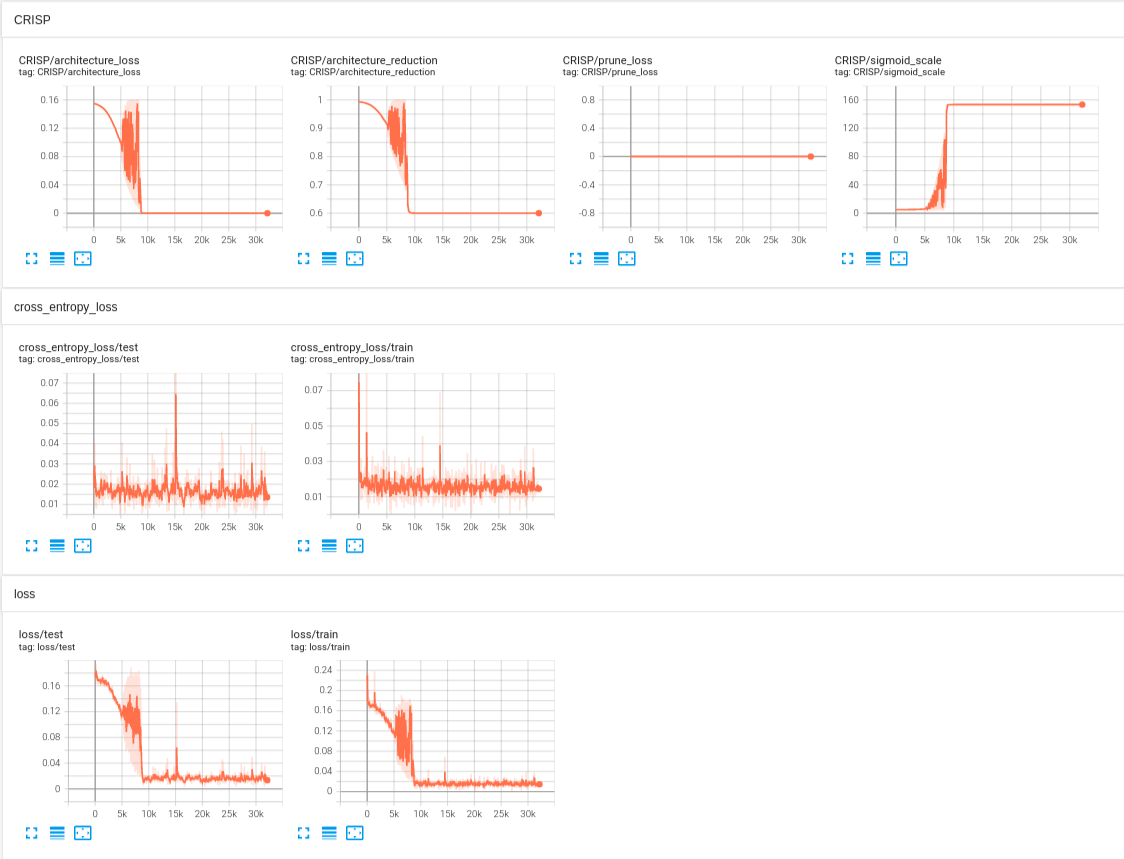 CRISP
CRISP/architecture_loss
tag: CRISP/architecture_loss
0.16
0.12
0.08
0.04
0
0 5k 10k 15k 20k 25k 30k
CRISP/architecture_reduction
tag: CRISP/architecture_reduction
1
0.9
0.8
0.7
0.6
0 5k 10k 15k 20k 25k 30k
CRISP/prune_loss
tag: CRISP/prune_loss
0.8
0.4
0
-0.4
-0.8
0 5k 10k 15k 20k 25k 30k
CRISP/sigmoid_scale
tag: CRISP/sigmoid_scale
160
120
80
40
0
0 5k 10k 15k 20k 25k 30k
cross_entropy_loss
cross_entropy_loss/test
tag: cross_entropy_loss/test
0.07
0.06
0.05
0.04
0.03
0.02
0.01
0 5k 10k 15k 20k 25k 30k
cross_entropy_loss/train
tag: cross_entropy_loss/train
0.07
0.05
0.03
0.01
0 5k 10k 15k 20k 25k 30k
loss
loss/test
tag: loss/test
0.16
0.12
0.08
0.04
0
0 5k 10k 15k 20k 25k 30k
loss/train
tag: loss/train
0.24
0.2
0.16
0.12
0.08
0.04
0
0 5k 10k 15k 20k 25k 30k